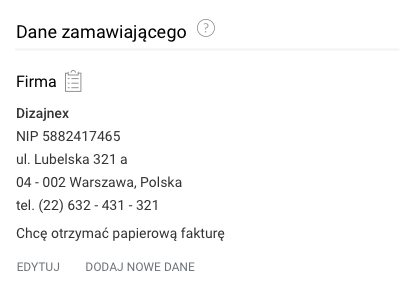 Dane zamawiającego ?
Firma
Dizajnex
NIP 5882417465
ul. Lubelska 321 a
04 - 002 Warszawa, Polska
tel. (22) 632 - 431 - 321
Chcę otrzymać papierową fakturę
EDYTUJ DODAJ NOWE DANE